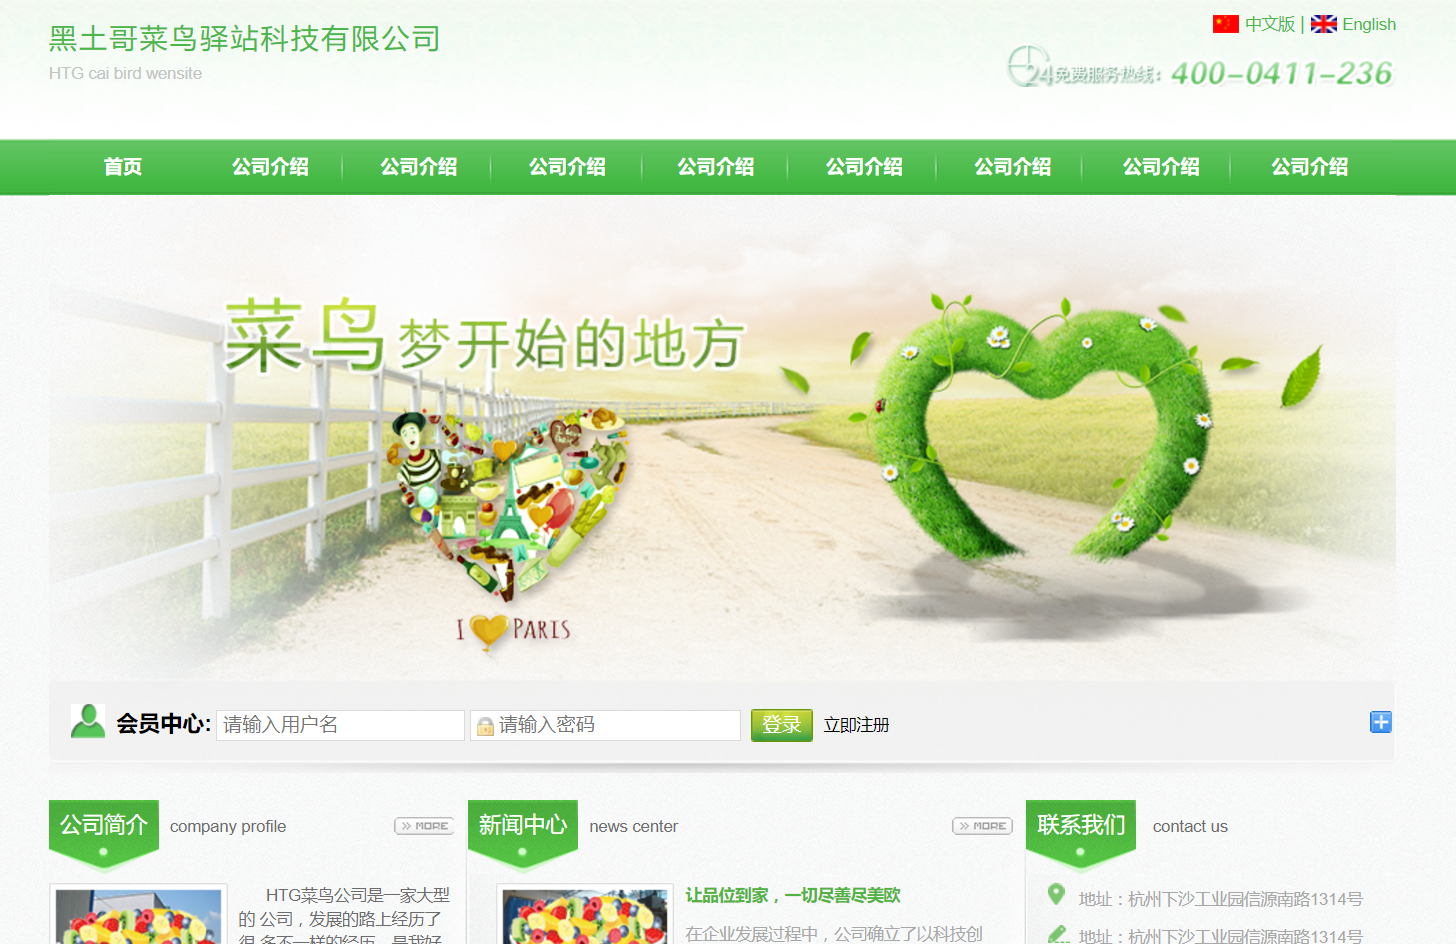 黑土哥菜鸟驿站科技有限公司
HTG cai bird wensite
中文版 | English
24免费服务热线： 400-0411-236
首页 公司介绍 公司介绍 公司介绍 公司介绍 公司介绍 公司介绍 公司介绍 公司介绍
菜鸟梦开始的地方
I PARIS
会员中心: 请输入用户名 请输入密码 登录 立即注册
公司简介 company profile MORE
新闻中心 news center MORE
联系我们 contact us
HTG菜鸟公司是一家大型
的 公司，发展的路上经历了
很 多不一样的经历，是我好
让品位到家，一切尽善尽美欧
在企业发展过程中，公司确立了以科技创
地址：杭州下沙工业园信源南路1314号
地址：杭州下沙工业园信源南路1314号